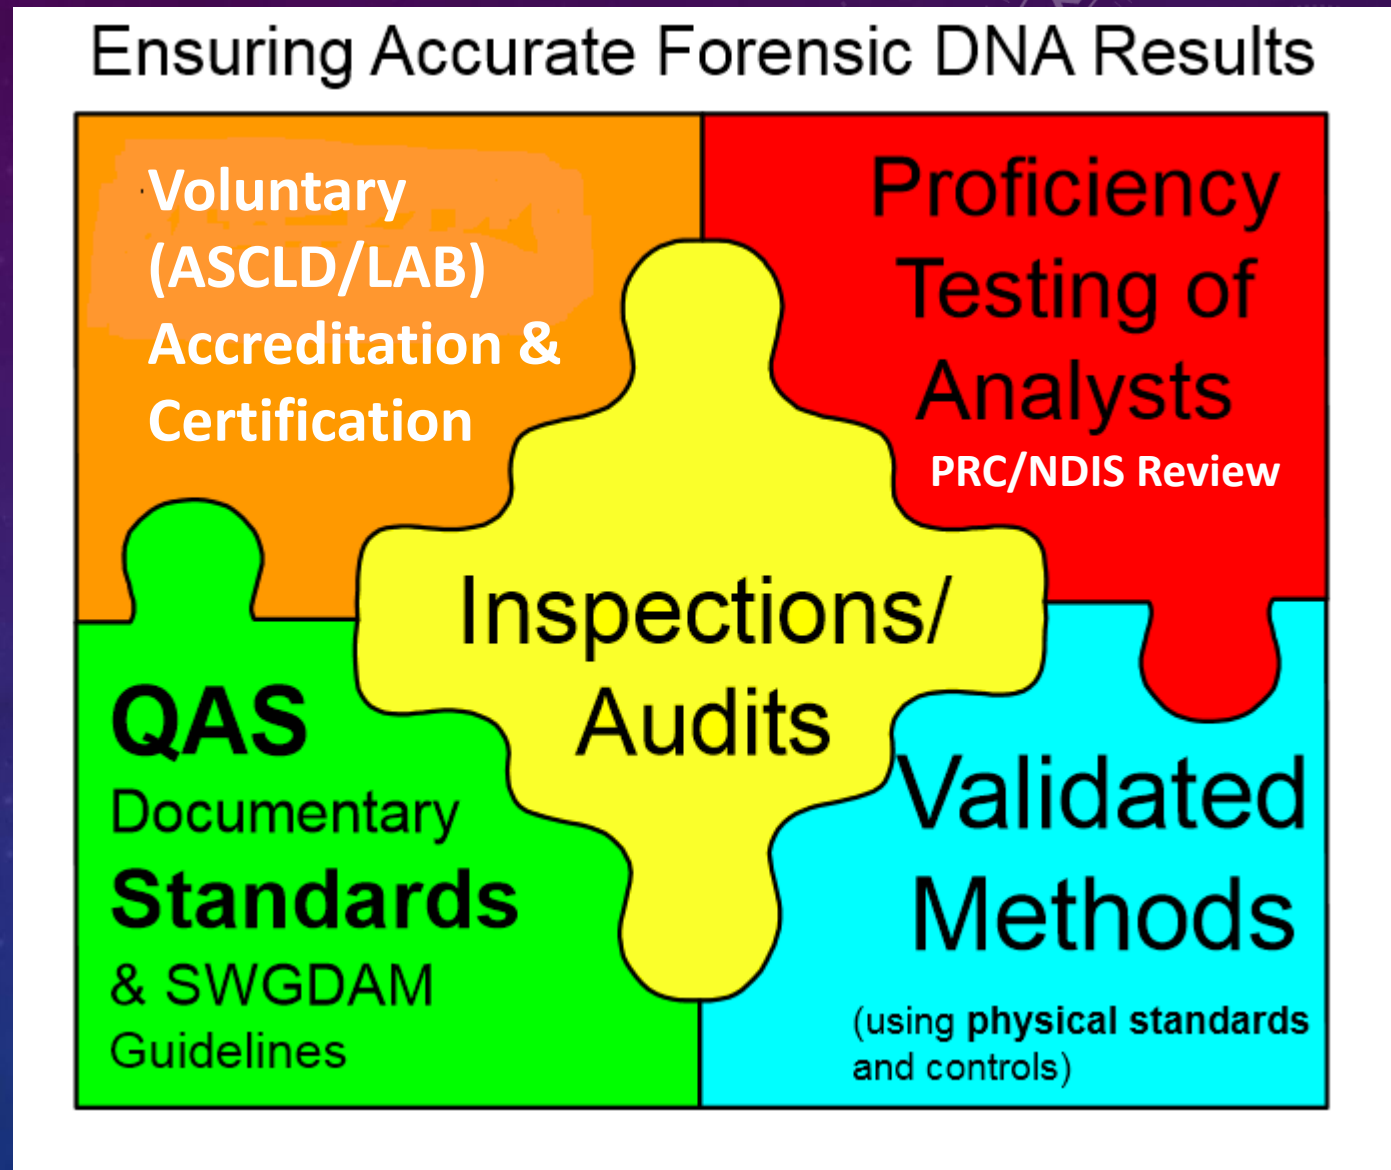 Ensuring Accurate Forensic DNA Results
Voluntary
(ASCLD/LAB)
Accreditation &
Certification
Proficiency
Testing of
Analysts
PRC/NDIS Review
Inspections/
Audits
QAS
Documentary
Standards
& SWGDAM
Guidelines
Validated
Methods
(using physical standards
and controls)